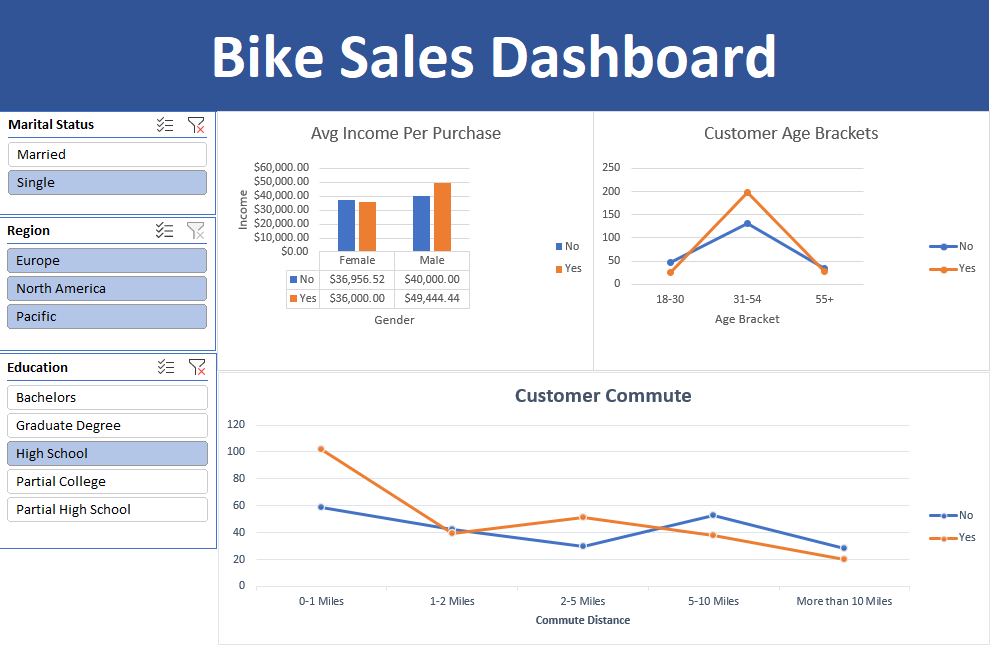 Bike Sales Dashboard
Marital Status
Married
Single
Region
Europe
North America
Pacific
Education
Bachelors
Graduate Degree
High School
Partial College
Partial High School
Avg Income Per Purchase
Income
$60,000.00
$50,000.00
$40,000.00
$30,000.00
$20,000.00
$10,000.00
$0.00
Female Male
No $36,956.52 $40,000.00
Yes $36,000.00 $49,444.44
Gender
No
Yes
Customer Age Brackets
250
200
150
100
50
0
18-30 31-54 55+
Age Bracket
No
Yes
Customer Commute
120
100
80
60
40
20
0
0-1 Miles 1-2 Miles 2-5 Miles 5-10 Miles More than 10 Miles
Commute Distance
No
Yes